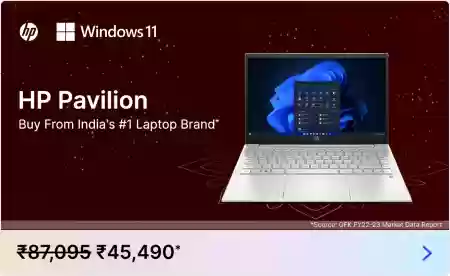 hp Windows 11
HP Pavilion
Buy From India's #1 Laptop Brand*
*Source: GFK FY22-23 Market Data Report
₹87,095 ₹45,490*